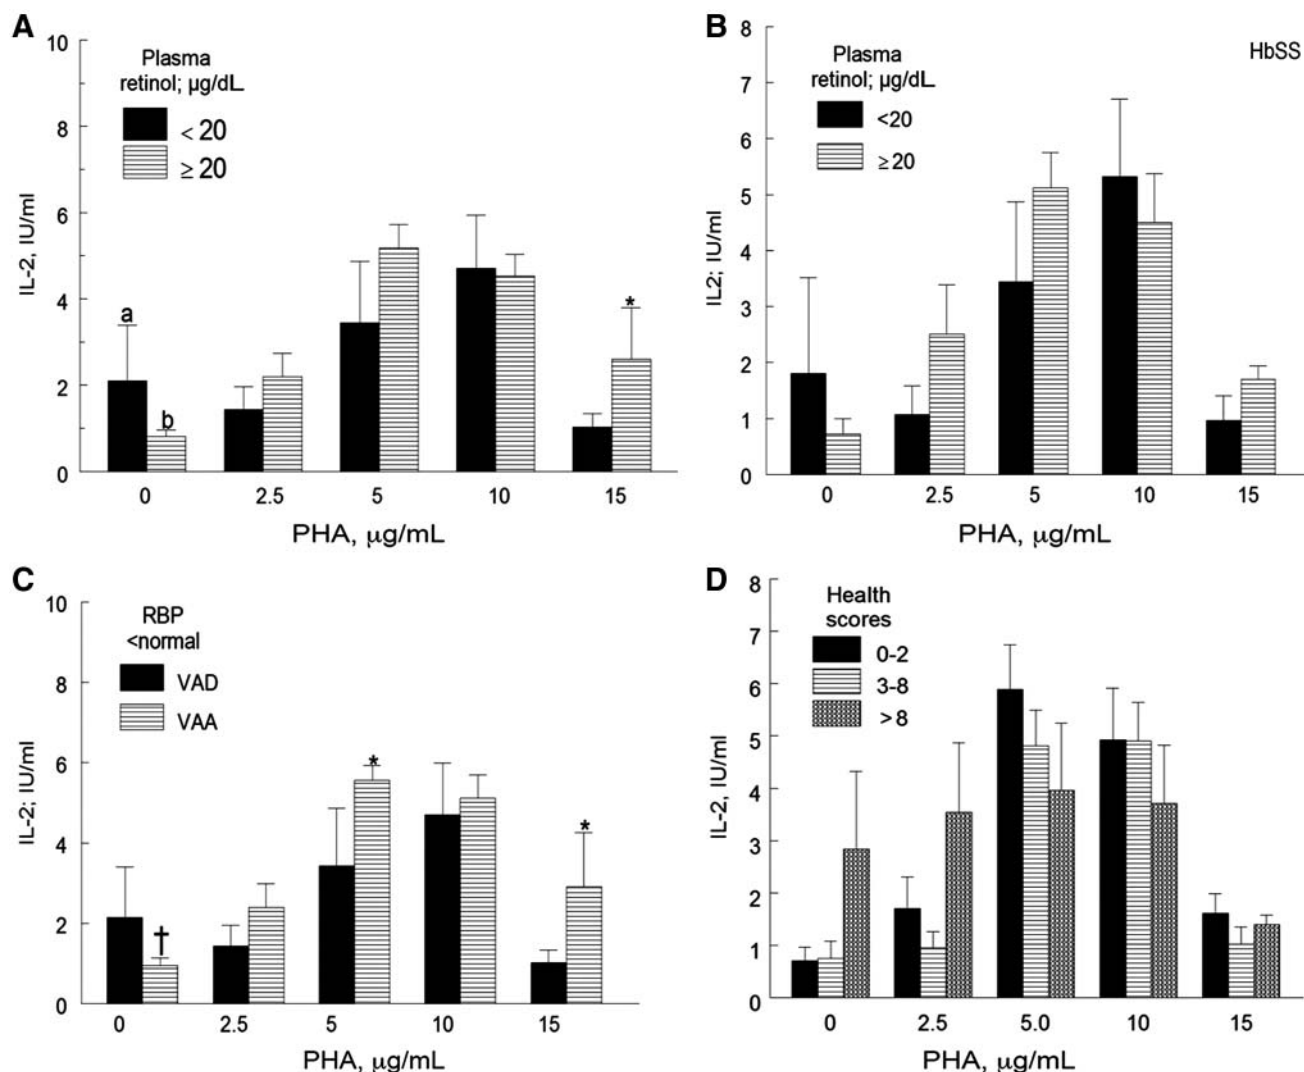 A
Plasma
retinol; µg/dL
< 20
≥ 20
IL-2, IU/ml
10
8
6
4
2
0
a
b
*
0 2.5 5 10 15
PHA, µg/mL
B
HbSS
Plasma
retinol; µg/dL
<20
≥20
IL2; IU/ml
8
7
6
5
4
3
2
1
0
0 2.5 5 10 15
PHA, µg/mL
C
RBP
<normal
VAD
VAA
IL-2; IU/ml
10
8
6
4
2
0
†
*
*
0 2.5 5 10 15
PHA, µg/mL
D
Health
scores
0-2
3-8
>8
IL-2, IU/ml
8
7
6
5
4
3
2
1
0
0 2.5 5.0 10 15
PHA, µg/mL